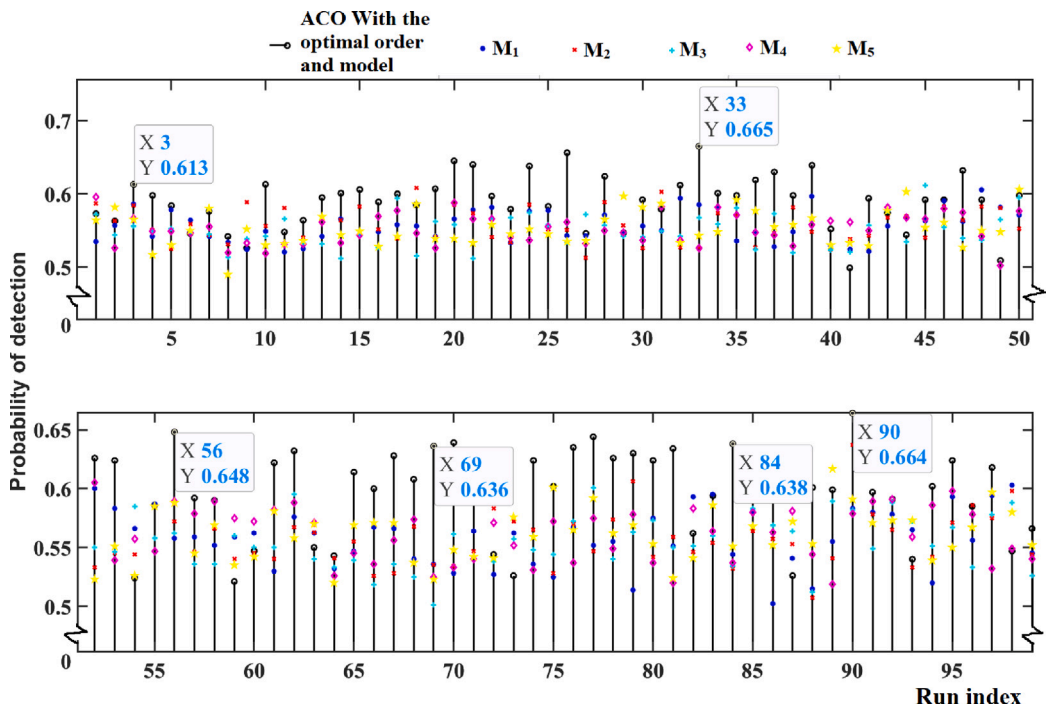 ACO With the
optimal order
and model
M₁
M₂
M₃
M₄
M₅
Probability of detection
0.7
0.6
0.5
0
X 3
Y 0.613
X 33
Y 0.665
5 10 15 20 25 30 35 40 45 50
0.65
0.6
0.55
0.5
0
X 56
Y 0.648
X 69
Y 0.636
X 84
Y 0.638
X 90
Y 0.664
55 60 65 70 75 80 85 90 95
Run index